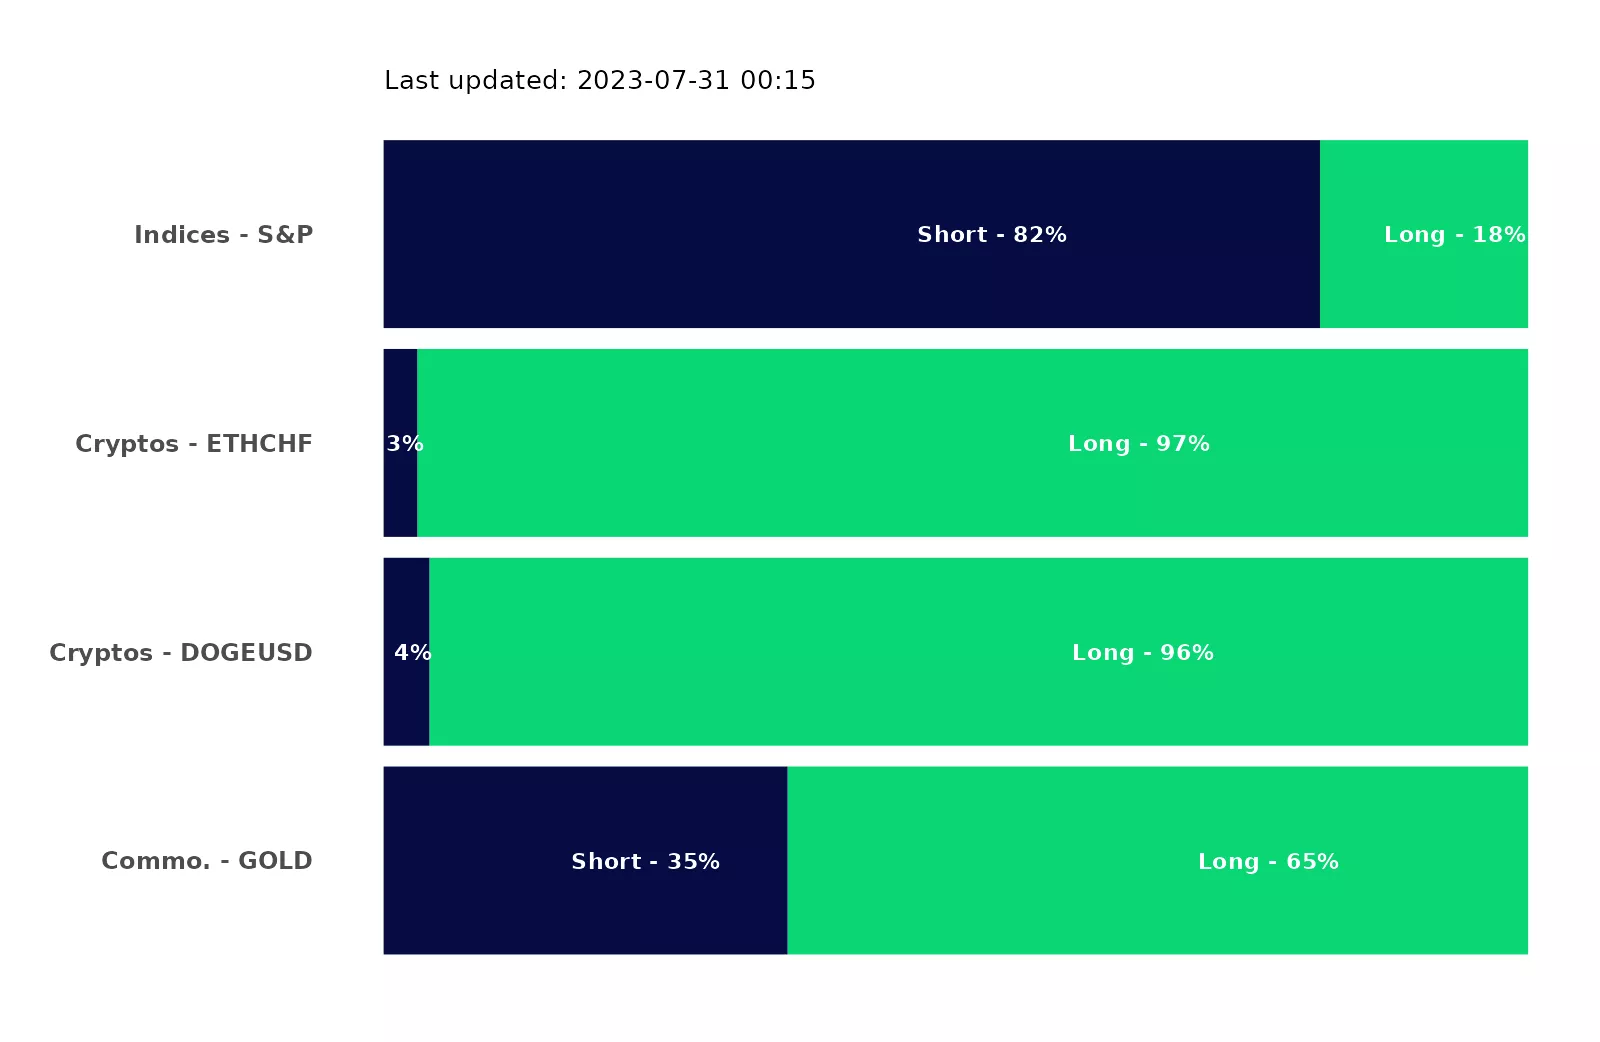 Last updated: 2023-07-31 00:15
Indices - S&P
Short - 82%
Long - 18%
Cryptos - ETHCHF
3%
Long - 97%
Cryptos - DOGEUSD
4%
Long - 96%
Commo. - GOLD
Short - 35%
Long - 65%